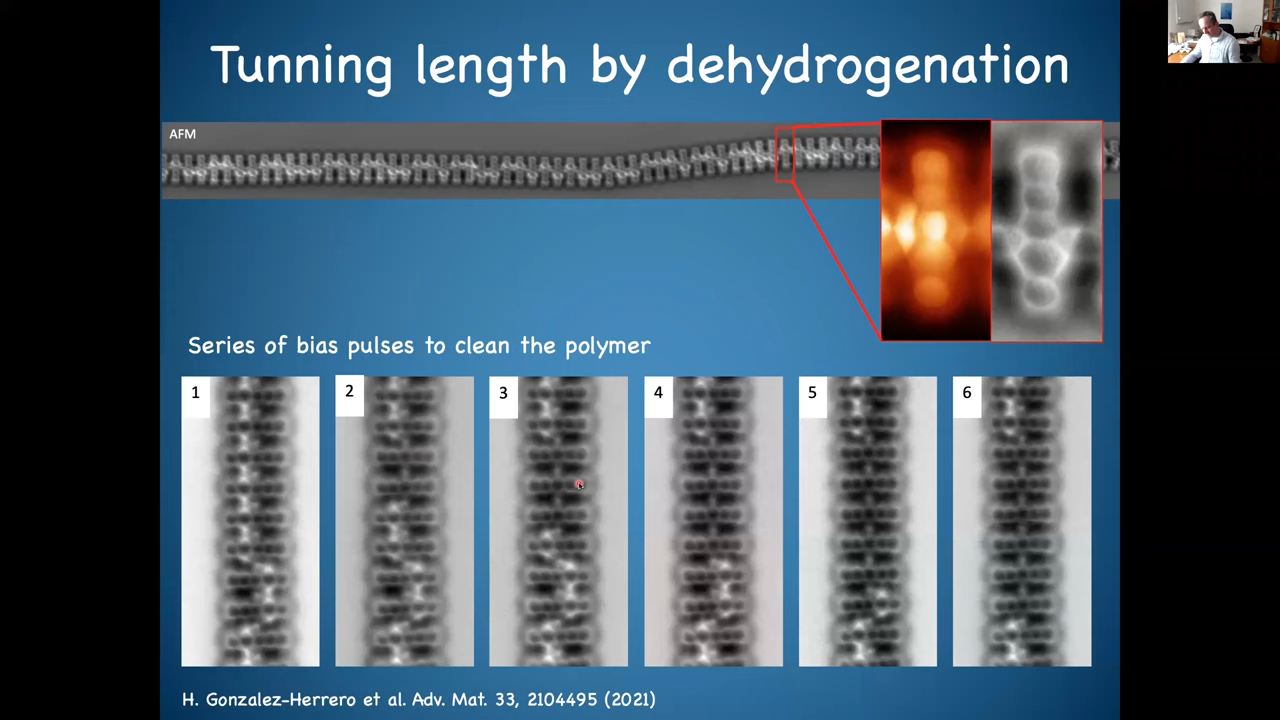 Tunning length by dehydrogenation
AFM
Series of bias pulses to clean the polymer
1 2 3 4 5 6
H. Gonzalez-Herrero et al. Adv. Mat. 33, 2104495 (2021)